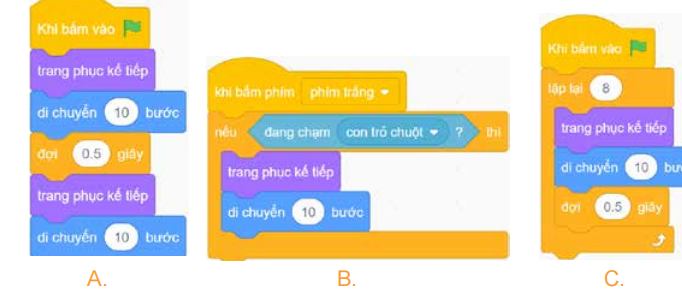 Khi bấm vào
trang phục kế tiếp
di chuyển 10 bước
đợi 0.5 giây
trang phục kế tiếp
di chuyển 10 bước
A.
khi bấm phím phím trắng
nếu đang chạm con trỏ chuột ? thì
trang phục kế tiếp
di chuyển 10 bước
B.
Khi bấm vào
lặp lại 8
trang phục kế tiếp
di chuyển 10 bư
đợi 0.5 giây
C.